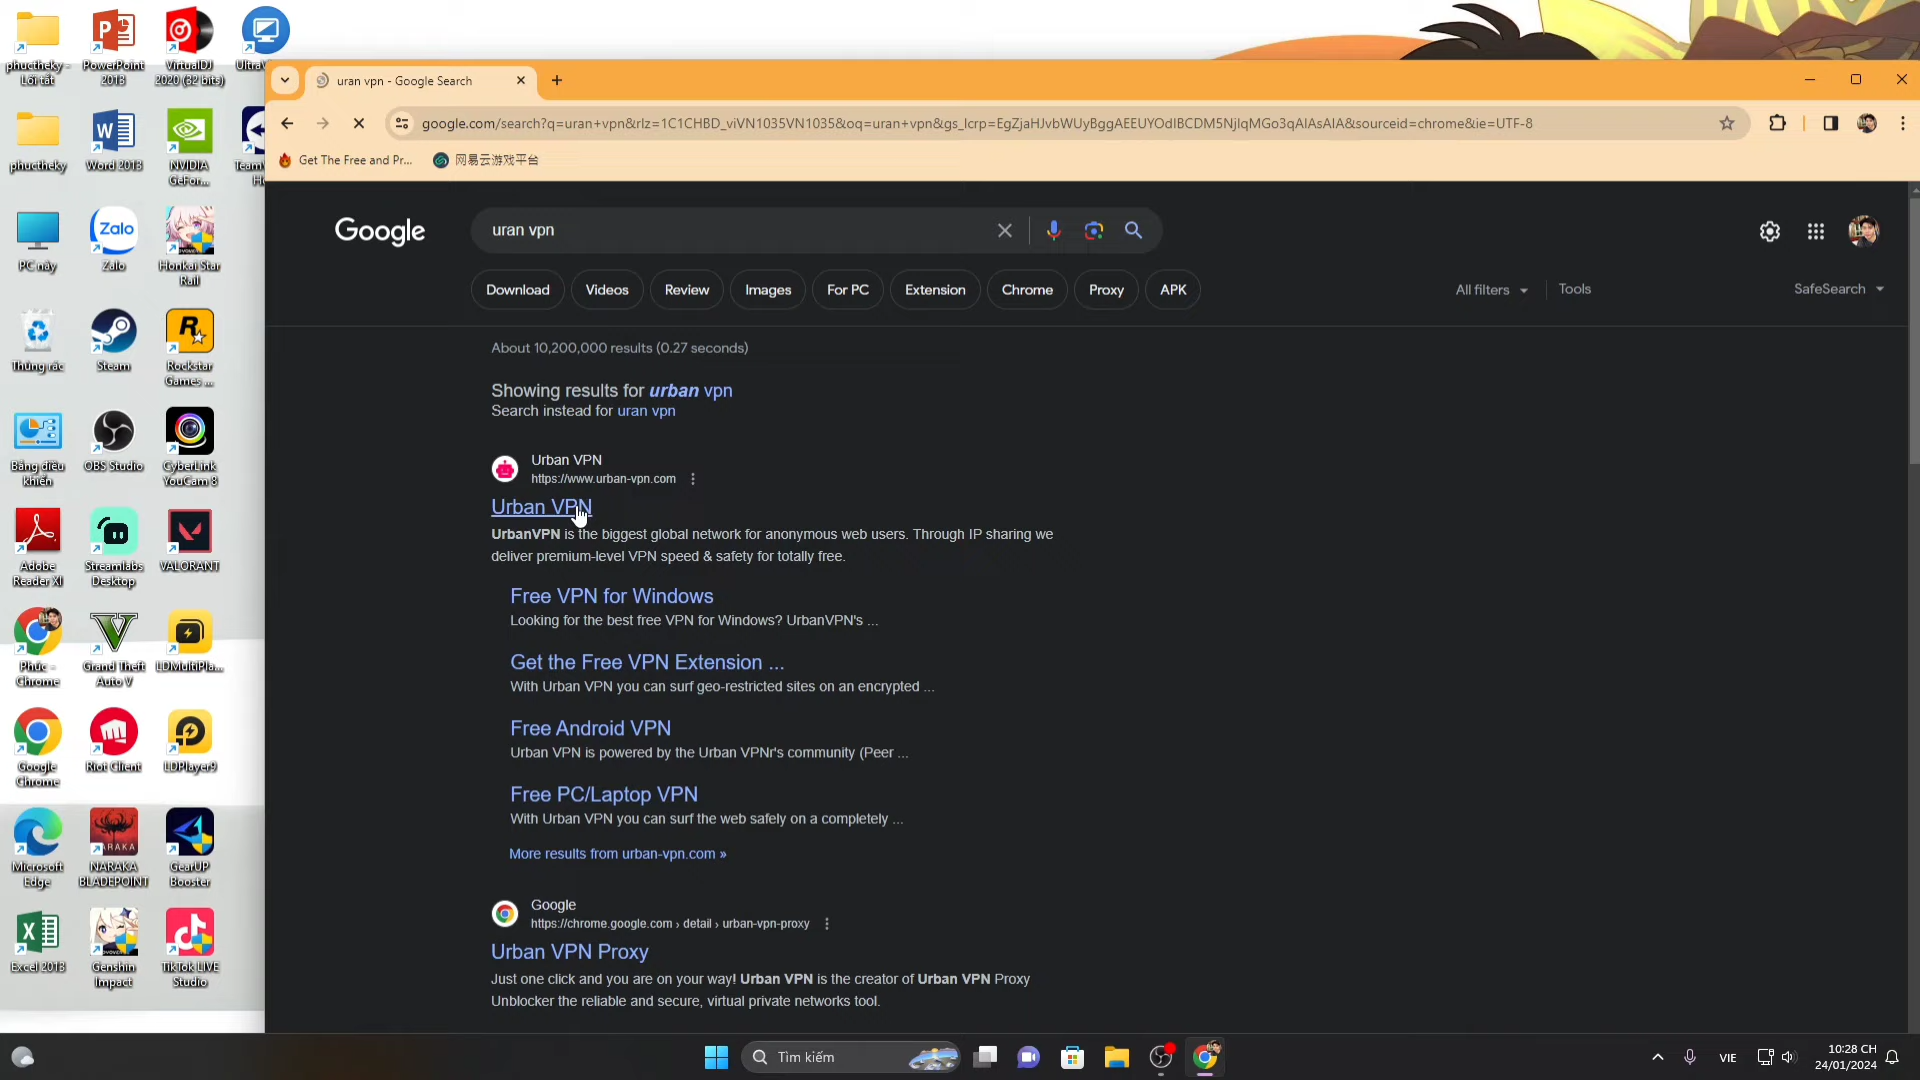 phuctheky -
Lối tắt
PowerPoint
2013
VirtualDJ
2020 (32 bits)
phuctheky
Word 2013
NVIDIA
GeFor...
PC này
Zalo
Honkai Star
Rail
Thùng rác
Steam
Rockstar
Games ...
Bảng điều
khiển
OBS Studio
CyberLink
YouCam 8
Adobe
Reader XI
Streamlabs
Desktop
VALORANT
Phúc -
Chrome
Grand Theft
Auto V
LDMultiPla...
Google
Chrome
Riot Client
LDPlayer9
Microsoft
Edge
NARAKA
BLADEPOINT
GearUP
Booster
Excel 2013
Genshin
Impact
TikTok LIVE
Studio
uran vpn - Google Search
google.com/search?q=uran+vpn&rlz=1C1CHBD_viVN1035VN1035&oq=uran+vpn&gs_lcrp=EgZjaHJvbWUyBggAEEUYOdIBCDM5NjlqMGo3qAIAsAIA&sourceid=chrome&ie=UTF-8
Get The Free and Pr...
网易云游戏平台
Google
uran vpn
Download
Videos
Review
Images
For PC
Extension
Chrome
Proxy
APK
All filters
Tools
SafeSearch
About 10,200,000 results (0.27 seconds)
Showing results for urban vpn
Search instead for uran vpn
Urban VPN
https://www.urban-vpn.com
Urban VPN
UrbanVPN is the biggest global network for anonymous web users. Through IP sharing we
deliver premium-level VPN speed & safety for totally free.
Free VPN for Windows
Looking for the best free VPN for Windows? UrbanVPN's ...
Get the Free VPN Extension ...
With Urban VPN you can surf geo-restricted sites on an encrypted ...
Free Android VPN
Urban VPN is powered by the Urban VPNr's community (Peer ...
Free PC/Laptop VPN
With Urban VPN you can surf the web safely on a completely ...
More results from urban-vpn.com »
Google
https://chrome.google.com › detail › urban-vpn-proxy
Urban VPN Proxy
Just one click and you are on your way! Urban VPN is the creator of Urban VPN Proxy
Unblocker the reliable and secure, virtual private networks tool.
Tìm kiếm
VIE
10:28 CH
24/01/2024